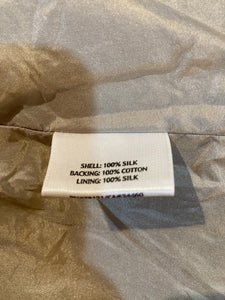 SHELL: 100% SILK
BACKING: 100% COTTON
LINING: 100% SILK